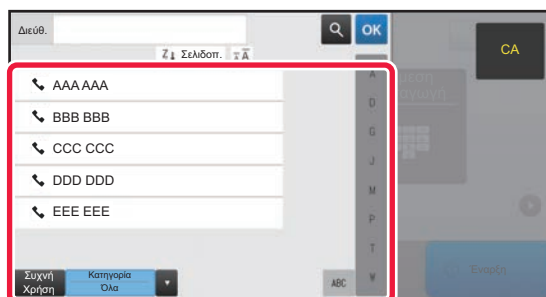 Διεύθ.
OK
CA
Z↓ Σελιδοπ.
AAA AAA
BBB BBB
CCC CCC
DDD DDD
EEE EEE
A
D
G
J
M
P
T
W
Συχνή
Χρήση
Κατηγορία
Όλα
ABC
Έναρξη